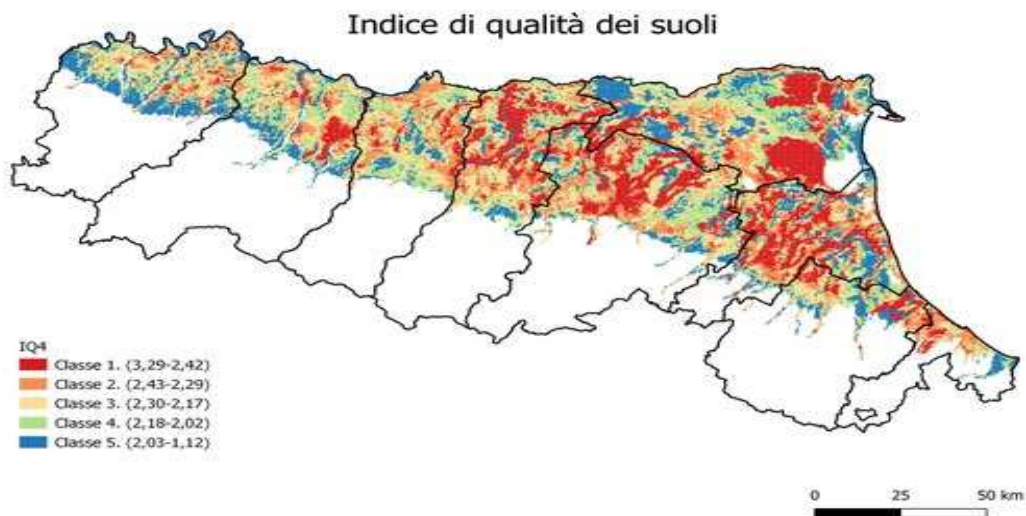 Indice di qualità dei suoli
IQ4
Classe 1. (3,29-2,42)
Classe 2. (2,43-2,29)
Classe 3. (2,30-2,17)
Classe 4. (2,18-2,02)
Classe 5. (2,03-1,12)
0 25 50 km